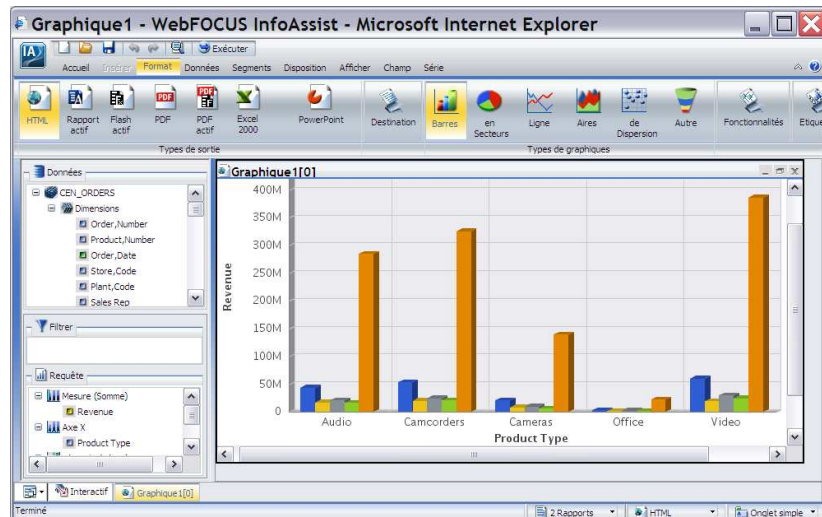 Graphique1 - WebFOCUS InfoAssist - Microsoft Internet Explorer
IA
Exécuter
Accueil Insérer Format Données Segments Disposition Afficher Champ Série
HTML Rapport actif Flash actif PDF PDF actif Excel 2000 PowerPoint Destination Barres en Secteurs Ligne Aires de Dispersion Autre Fonctionnalités Etique
Types de sortie Types de graphiques
Données
CEN_ORDERS
Dimensions
Order,Number
Product,Number
Order,Date
Store,Code
Plant,Code
Sales Rep
Filtrer
Requête
Mesure (Somme)
Revenue
Axe X
Product Type
Graphique1[0]
400M
350M
300M
250M
200M
150M
100M
50M
0
Revenue
Audio Camcorders Cameras Office Video
Product Type
Interactif Graphique1[0]
Terminé 2 Rapports HTML Onglet simple